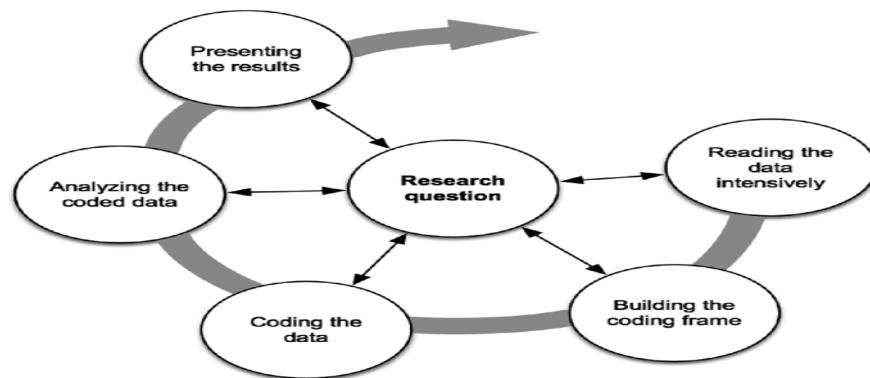 Presenting
the results
Reading the
data
intensively
Research
question
Analyzing the
coded data
Building the
coding frame
Coding the
data